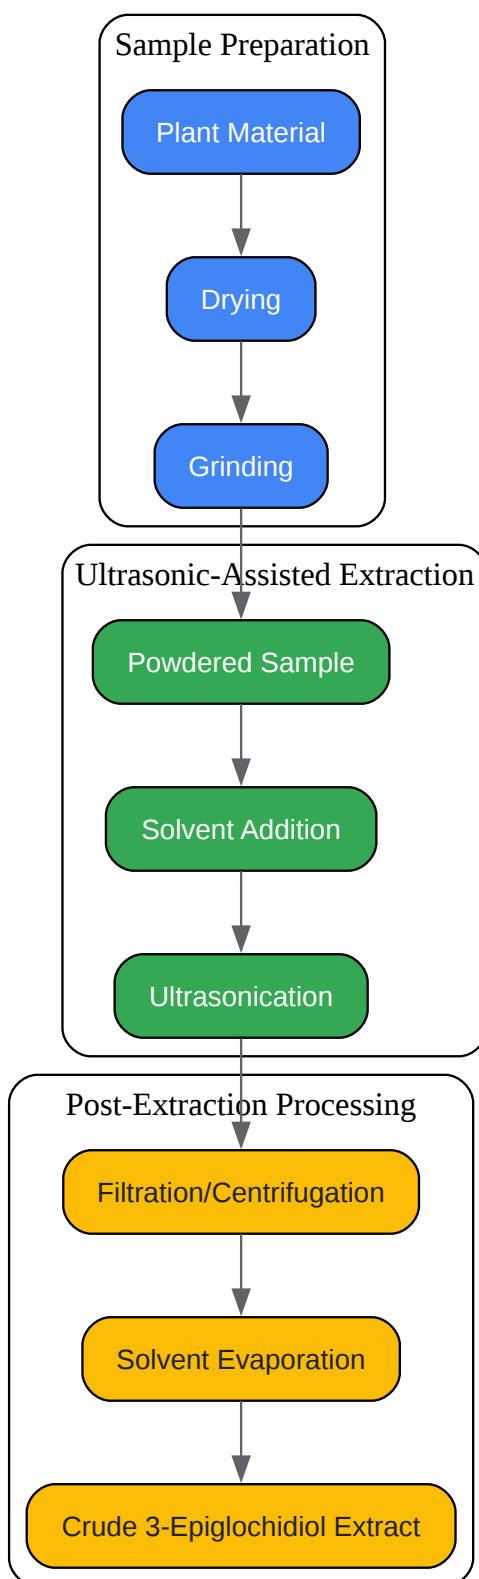 Sample Preparation
Plant Material
Drying
Grinding
Ultrasonic-Assisted Extraction
Powdered Sample
Solvent Addition
Ultrasonication
Post-Extraction Processing
Filtration/Centrifugation
Solvent Evaporation
Crude 3-Epiglochidiol Extract